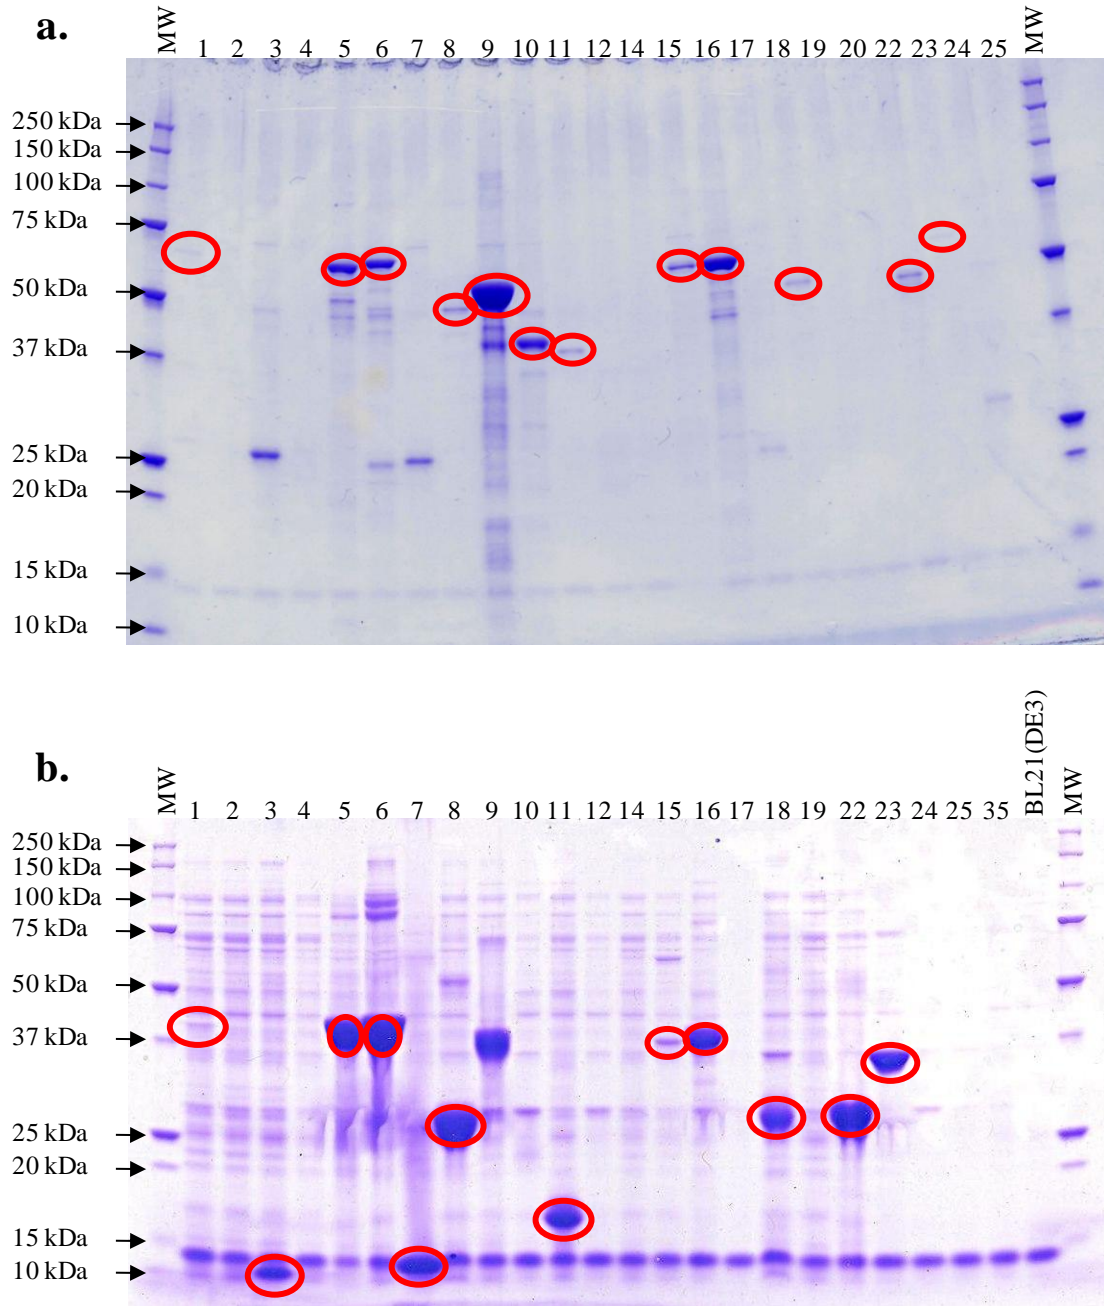 a.
MW 1 2 3 4 5 6 7 8 9 10 11 12 14 15 16 17 18 19 20 22 23 24 25 MW
250 kDa
150 kDa
100 kDa
75 kDa
50 kDa
37 kDa
25 kDa
20 kDa
15 kDa
10 kDa
b.
MW 1 2 3 4 5 6 7 8 9 10 11 12 14 15 16 17 18 19 22 23 24 25 35 BL21(DE3) MW
250 kDa
150 kDa
100 kDa
75 kDa
50 kDa
37 kDa
25 kDa
20 kDa
15 kDa
10 kDa